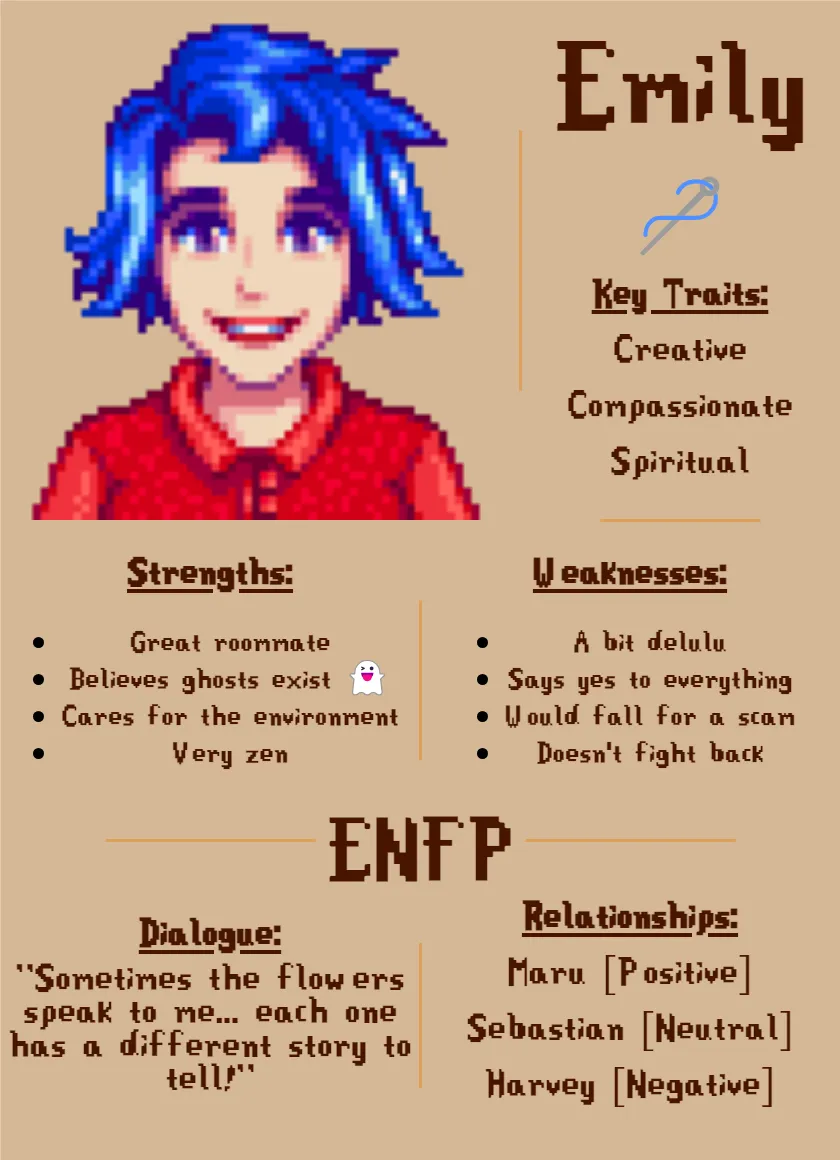 Emily
Key Traits:
Creative
Compassionate
Spiritual
Strengths:
Great roommate
Believes ghosts exist
Cares for the environment
Very zen
Weaknesses:
A bit delulu
Says yes to everything
Would fall for a scam
Doesn't fight back
ENFP
Dialogue:
"Sometimes the flowers
speak to me... each one
has a different story to
tell!"
Relationships:
Maru [Positive]
Sebastian [Neutral]
Harvey [Negative]